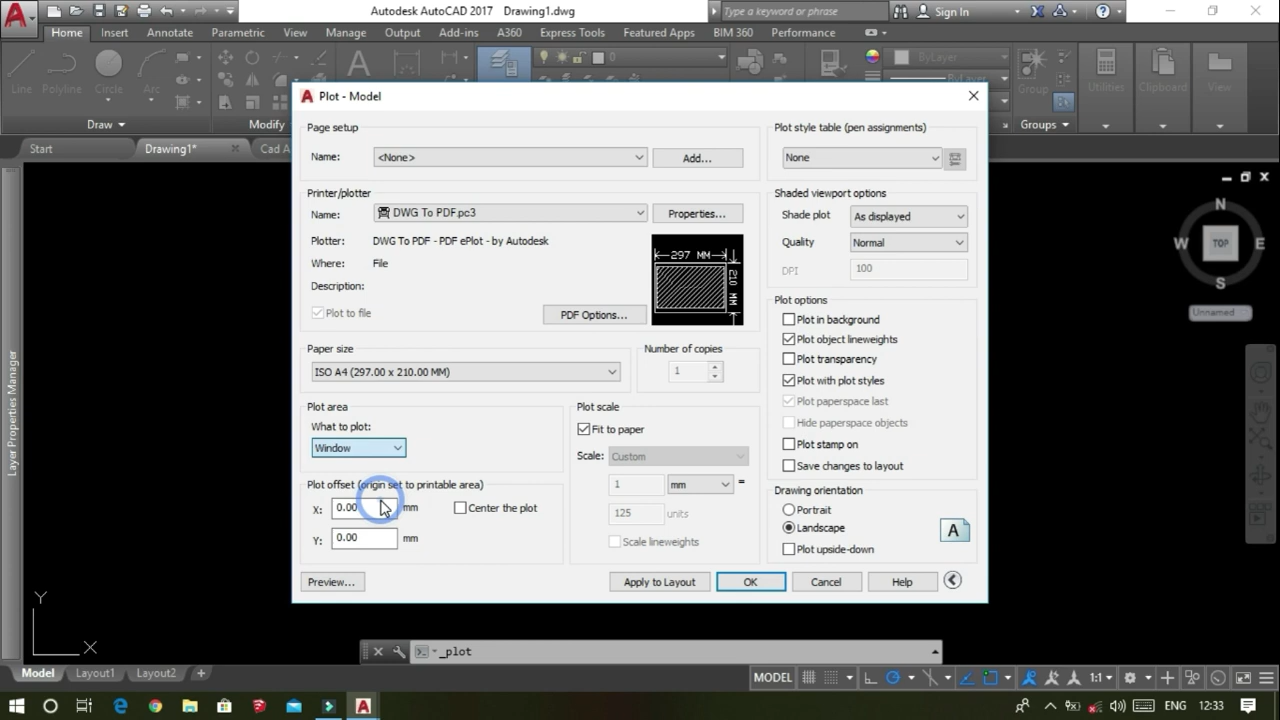 Autodesk AutoCAD 2017 Drawing1.dwg
Type a keyword or phrase
Sign In
Home Insert Annotate Parametric View Manage Output Add-ins A360 Express Tools Featured Apps BIM 360 Performance
Line Polyline Circle Arc
0
ByLayer
ByLayer
Group Utilities Clipboard View
Draw Modify Groups
Start Drawing1* Cad A
Plot - Model
Page setup
Name: <None> Add...
Printer/plotter
Name: DWG To PDF.pc3 Properties...
Plotter: DWG To PDF - PDF ePlot - by Autodesk
Where: File
Description:
Plot to file
PDF Options...
297 MM
210 MM
Paper size
ISO A4 (297.00 x 210.00 MM)
Number of copies
1
Plot area
What to plot:
Window
Plot offset (origin set to printable area)
X: 0.00 mm Center the plot
Y: 0.00 mm
Plot scale
Fit to paper
Scale: Custom
1 mm =
125 units
Scale lineweights
Plot style table (pen assignments)
None
Shaded viewport options
Shade plot As displayed
Quality Normal
DPI 100
Plot options
Plot in background
Plot object lineweights
Plot transparency
Plot with plot styles
Plot paperspace last
Hide paperspace objects
Plot stamp on
Save changes to layout
Drawing orientation
Portrait
Landscape
Plot upside-down
A
Preview... Apply to Layout OK Cancel Help
N
W TOP E
S
Unnamed
Layer Properties Manager
Y
X
_plot
Model Layout1 Layout2
MODEL 1:1
ENG 12:33